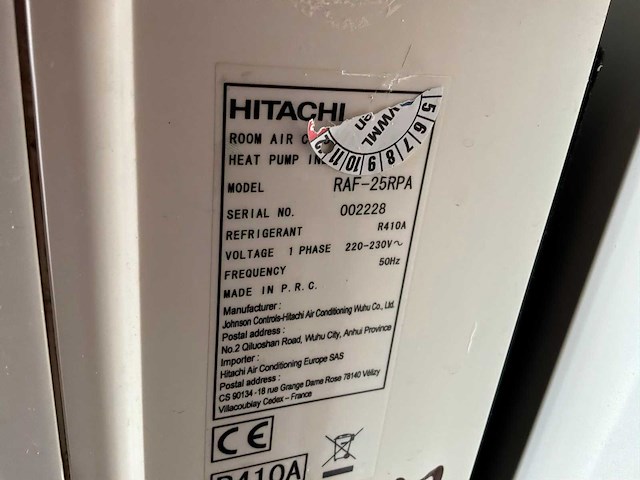 HITACHI
ROOM AIR
HEAT PUMP
MODEL RAF-25RPA
SERIAL NO. 002228
REFRIGERANT R410A
VOLTAGE 1 PHASE 220-230V~
FREQUENCY 50Hz
MADE IN P.R.C.
Manufacturer :
Johnson Controls-Hitachi Air Conditioning Wuhu Co., Ltd.
Postal address :
No.2 Qiluoshan Road, Wuhu City, Anhui Province
Importer :
Hitachi Air Conditioning Europe SAS
Postal address :
CS 90134 - 18 rue Grange Dame Rose 78140 Vélizy
Villacoublay Cedex – France
CE
R410A
5 6 7 8 9 10 11 12
VWML